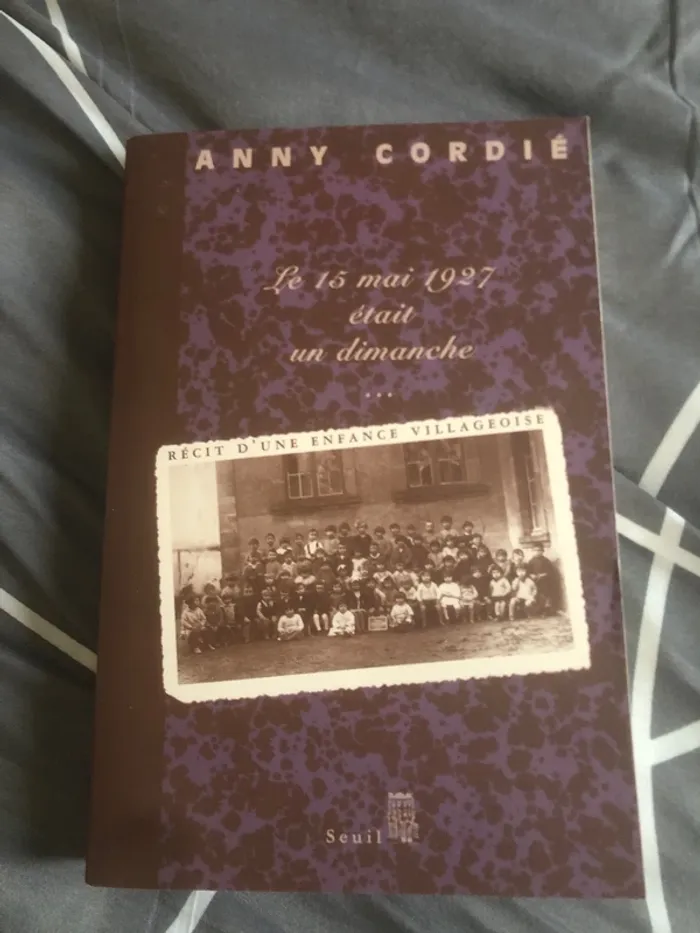 ANNY CORDIÉ
Le 15 mai 1927
était
un dimanche
...
RÉCIT D'UNE ENFANCE VILLAGEOISE
Seuil